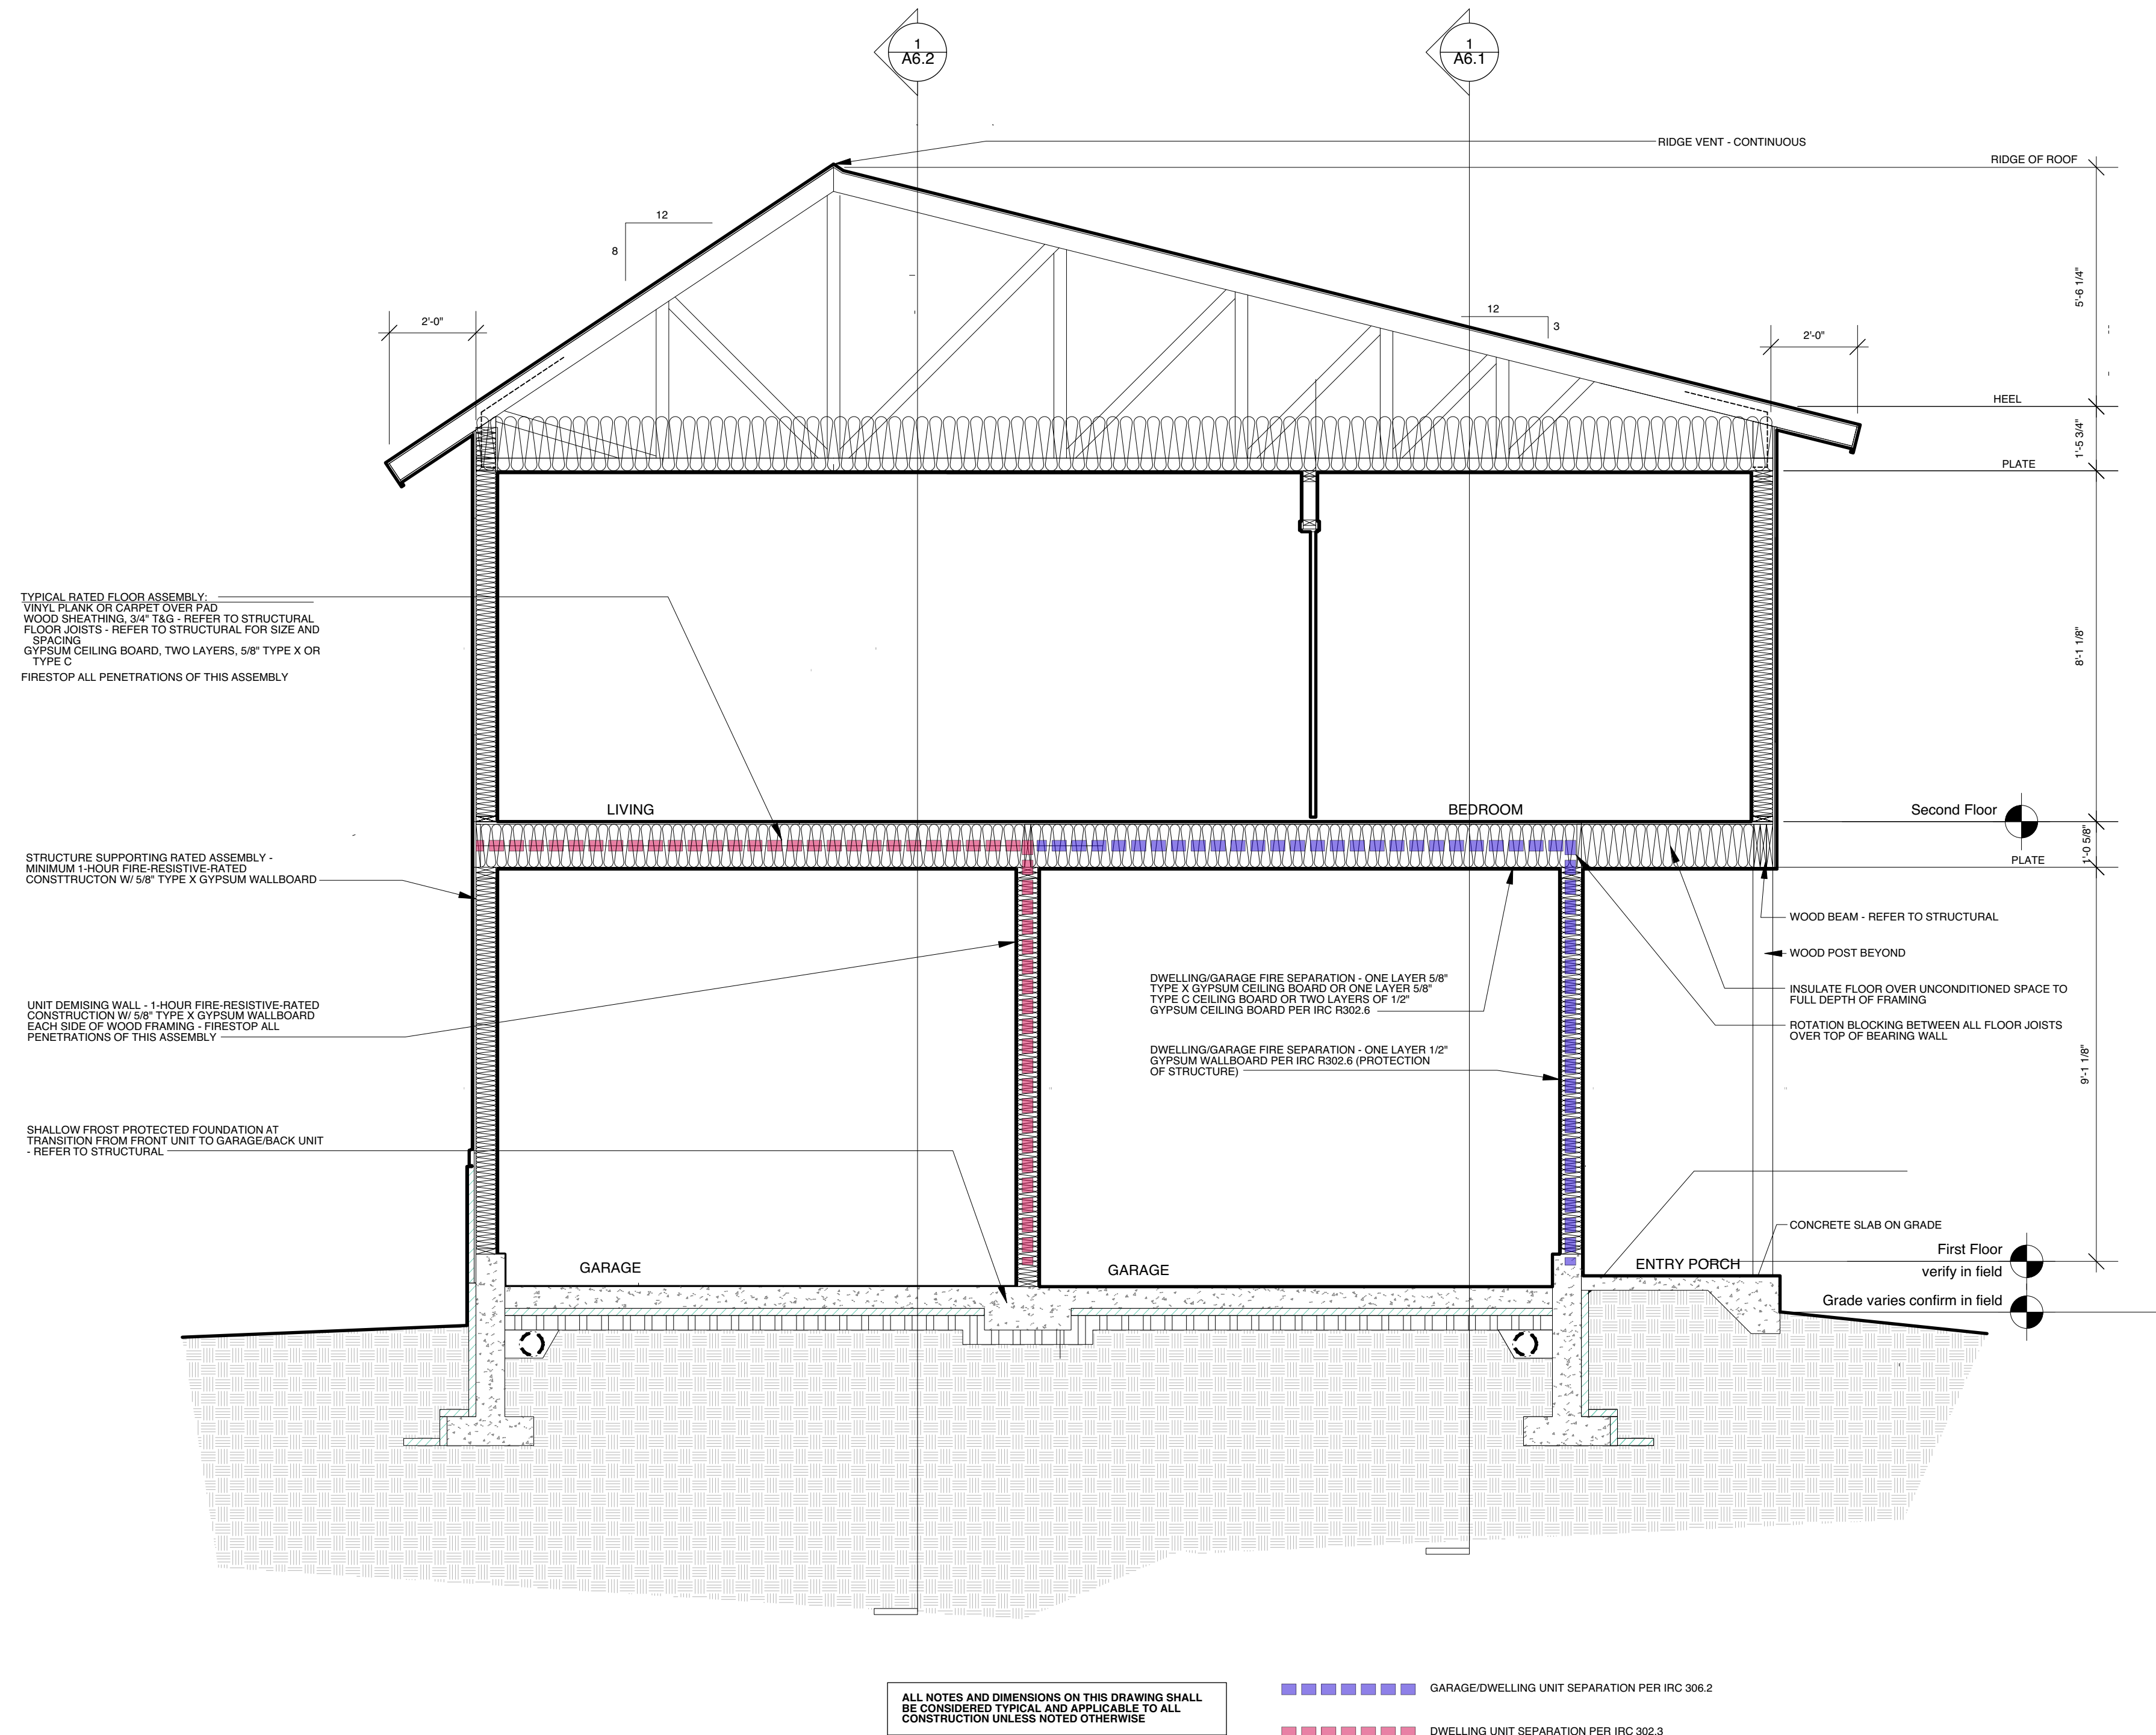 1
A6.2
1
A6.1
RIDGE VENT - CONTINUOUS
RIDGE OF ROOF
12
8
12
3
5'-6 1/4"
2'-0"
2'-0"
HEEL
1'-5 3/4"
PLATE
TYPICAL RATED FLOOR ASSEMBLY:
VINYL PLANK OR CARPET OVER PAD
WOOD SHEATHING, 3/4" T&G - REFER TO STRUCTURAL
FLOOR JOISTS - REFER TO STRUCTURAL FOR SIZE AND
SPACING
GYPSUM CEILING BOARD, TWO LAYERS, 5/8" TYPE X OR
TYPE C
FIRESTOP ALL PENETRATIONS OF THIS ASSEMBLY
8'-1 1/8"
LIVING
BEDROOM
Second Floor
1'-0 5/8"
PLATE
STRUCTURE SUPPORTING RATED ASSEMBLY -
MINIMUM 1-HOUR FIRE-RESISTIVE-RATED
CONSTTRUCTON W/ 5/8" TYPE X GYPSUM WALLBOARD
WOOD BEAM - REFER TO STRUCTURAL
WOOD POST BEYOND
UNIT DEMISING WALL - 1-HOUR FIRE-RESISTIVE-RATED
CONSTRUCTION W/ 5/8" TYPE X GYPSUM WALLBOARD
EACH SIDE OF WOOD FRAMING - FIRESTOP ALL
PENETRATIONS OF THIS ASSEMBLY
DWELLING/GARAGE FIRE SEPARATION - ONE LAYER 5/8"
TYPE X GYPSUM CEILING BOARD OR ONE LAYER 5/8"
TYPE C CEILING BOARD OR TWO LAYERS OF 1/2"
GYPSUM CEILING BOARD PER IRC R302.6
INSULATE FLOOR OVER UNCONDITIONED SPACE TO
FULL DEPTH OF FRAMING
ROTATION BLOCKING BETWEEN ALL FLOOR JOISTS
OVER TOP OF BEARING WALL
DWELLING/GARAGE FIRE SEPARATION - ONE LAYER 1/2"
GYPSUM WALLBOARD PER IRC R302.6 (PROTECTION
OF STRUCTURE)
9'-1 1/8"
SHALLOW FROST PROTECTED FOUNDATION AT
TRANSITION FROM FRONT UNIT TO GARAGE/BACK UNIT
- REFER TO STRUCTURAL
CONCRETE SLAB ON GRADE
GARAGE
GARAGE
ENTRY PORCH
First Floor
verify in field
Grade varies confirm in field
ALL NOTES AND DIMENSIONS ON THIS DRAWING SHALL
BE CONSIDERED TYPICAL AND APPLICABLE TO ALL
CONSTRUCTION UNLESS NOTED OTHERWISE
GARAGE/DWELLING UNIT SEPARATION PER IRC 306.2
DWELLING UNIT SEPARATION PER IRC 302.3